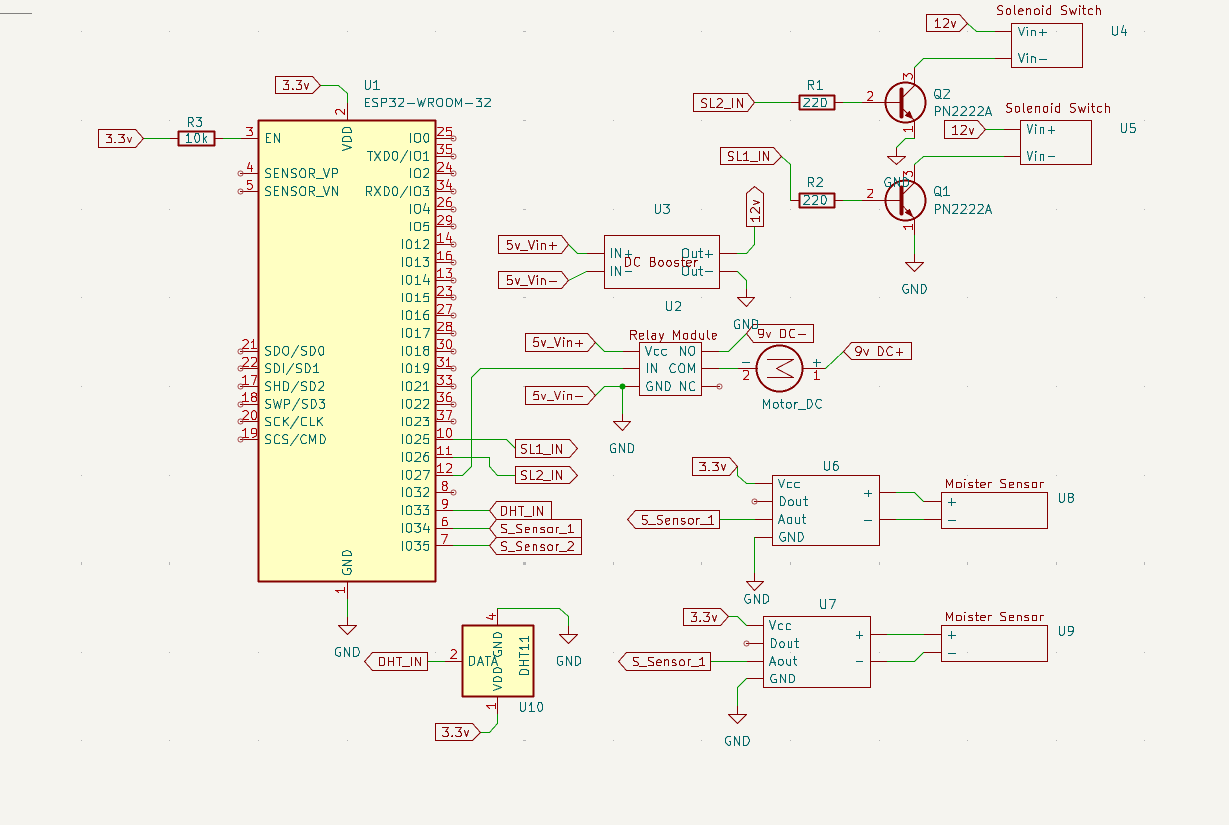 3.3v
U1
ESP32-WROOM-32
R3
3.3v
10k
3
EN
2
VDD
4
SENSOR_VP
5
SENSOR_VN
21
SDO/SD0
22
SDI/SD1
17
SHD/SD2
18
SWP/SD3
20
SCK/CLK
19
SCS/CMD
IO0
25
TXD0/IO1
35
IO2
24
RXD0/IO3
34
IO4
26
IO5
29
IO12
14
IO13
16
IO14
13
IO15
23
IO16
27
IO17
28
IO18
30
IO19
31
IO21
33
IO22
36
IO23
37
IO25
10
IO26
11
IO27
12
IO32
8
IO33
9
IO34
6
IO35
7
GND
1
GND
SL1_IN
SL2_IN
DHT_IN
S_Sensor_1
S_Sensor_2
Solenoid Switch
12v
Vin+
Vin-
U4
SL2_IN
R1
220
2
3
1
Q2
PN2222A
GND
Solenoid Switch
12v
Vin+
Vin-
U5
SL1_IN
R2
220
2
3
1
Q1
PN2222A
GND
U3
5v_Vin+
5v_Vin-
IN+
IN-
DC Booster
Out+
Out-
12v
GND
U2
Relay Module
5v_Vin+
5v_Vin-
Vcc NO
IN COM
GND NC
GND
9v DC-
9v DC+
-
2
+
1
Motor_DC
3.3v
U6
Vcc
Dout
Aout
GND
+
-
S_Sensor_1
GND
Moister Sensor
+
-
U8
3.3v
U7
Vcc
Dout
Aout
GND
+
-
S_Sensor_1
GND
Moister Sensor
+
-
U9
4
GND
DHT_IN
2
DATA
GND
VDD
DHT11
1
U10
3.3v